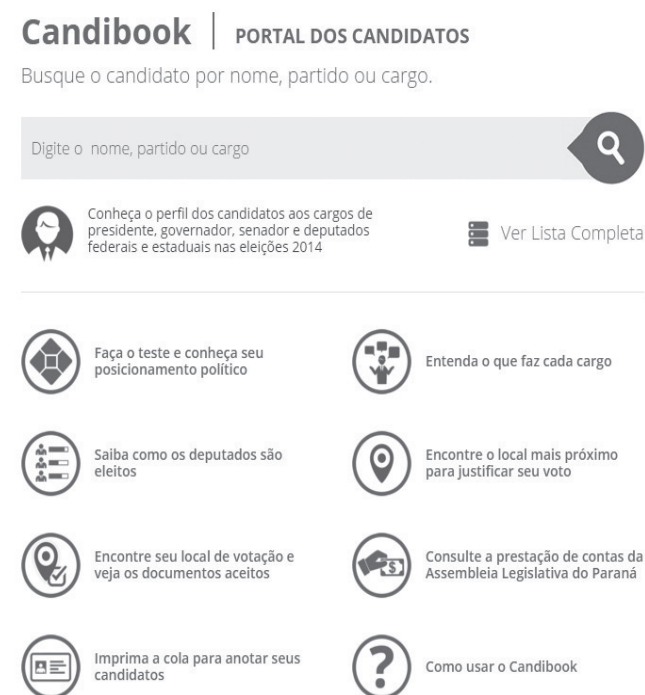 Candibook | PORTAL DOS CANDIDATOS
Busque o candidato por nome, partido ou cargo.
Digite o nome, partido ou cargo
Conheça o perfil dos candidatos aos cargos de
presidente, governador, senador e deputados
federais e estaduais nas eleições 2014
Ver Lista Completa
Faça o teste e conheça seu
posicionamento político
Entenda o que faz cada cargo
Saiba como os deputados são
eleitos
Encontre o local mais próximo
para justificar seu voto
Encontre seu local de votação e
veja os documentos aceitos
Consulte a prestação de contas da
Assembleia Legislativa do Paraná
Imprima a cola para anotar seus
candidatos
Como usar o Candibook